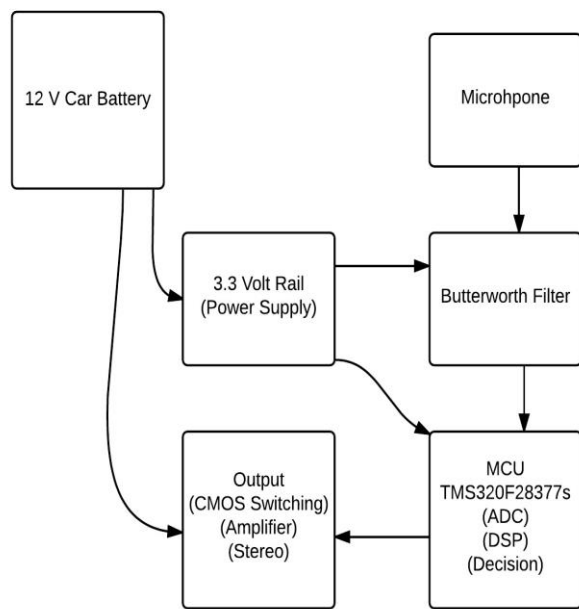 12 V Car Battery
Microhpone
3.3 Volt Rail
(Power Supply)
Butterworth Filter
Output
(CMOS Switching)
(Amplifier)
(Stereo)
MCU
TMS320F28377s
(ADC)
(DSP)
(Decision)